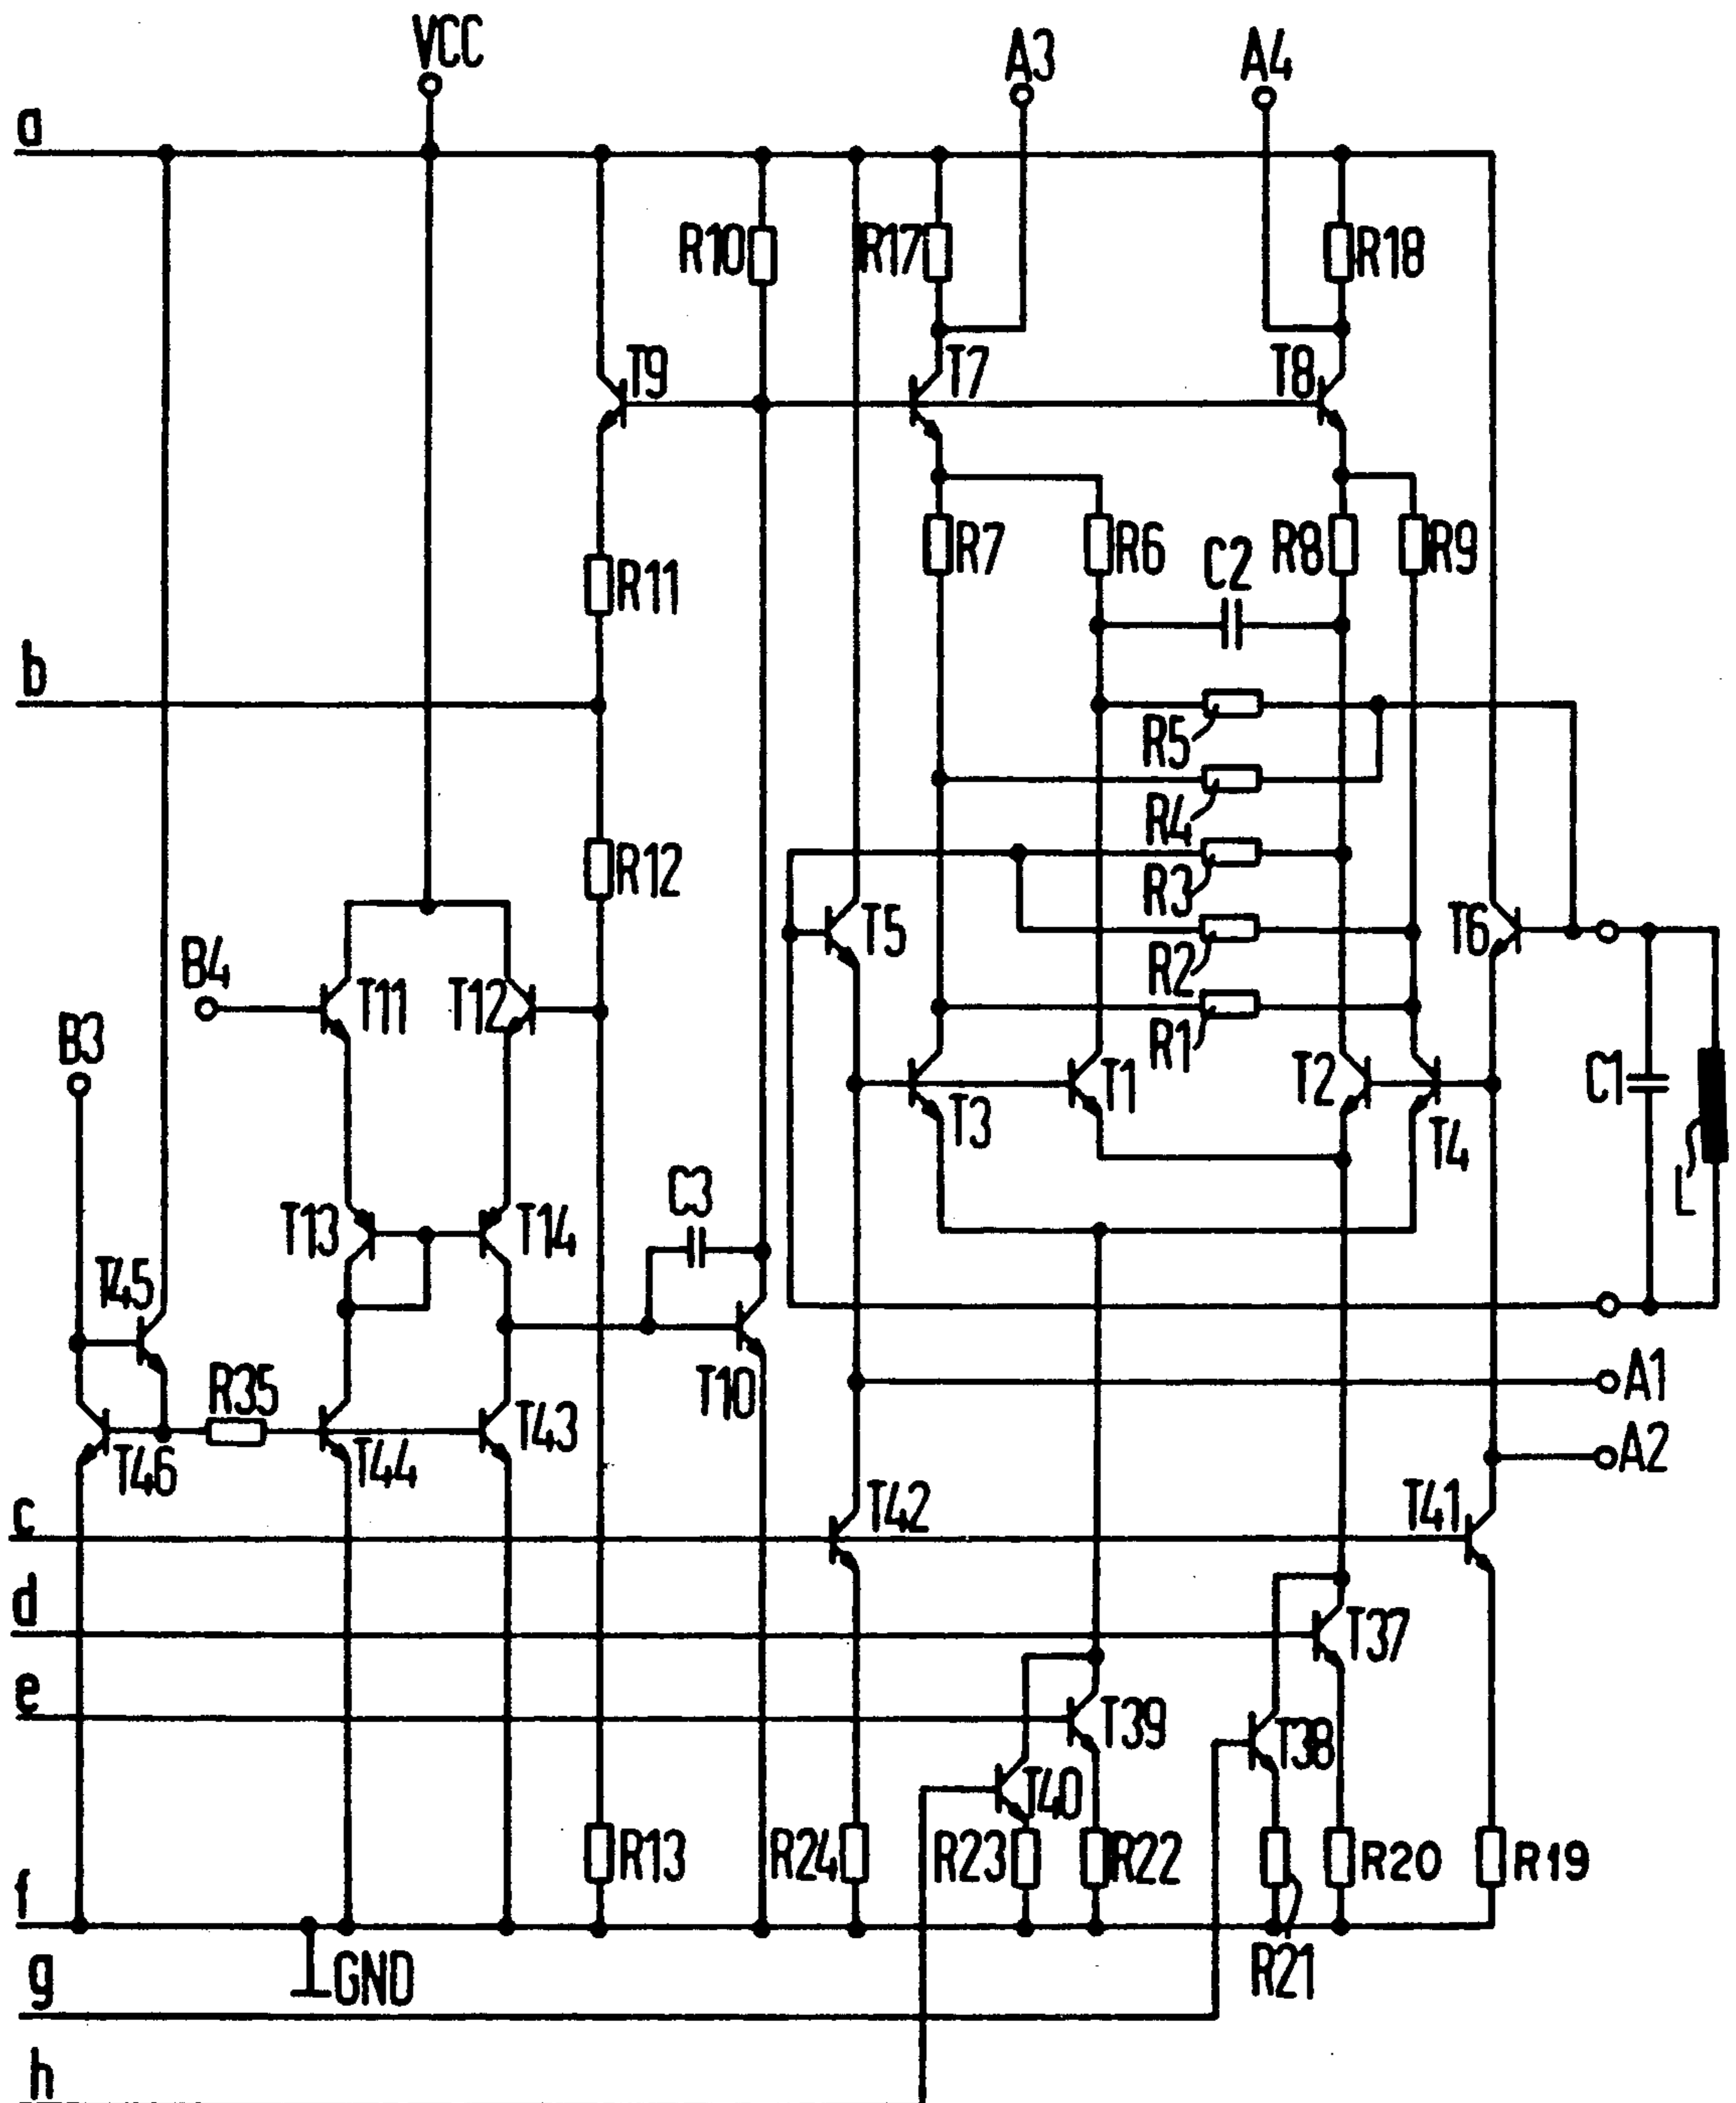 VCC
A3
A4
a
R10
R17
R18
T9
T7
T8
R11
R7
R6
C2
R8
R9
b
R5
R4
R12
R3
T5
R2
T6
B4
T11
T12
R1
B3
T3
T1
T2
T4
C1
L
C3
T13
T14
T45
R35
T10
A1
T46
T44
T43
A2
c
T42
T41
d
T37
e
T39
T38
T40
R13
R24
R23
R22
R20
R19
f
GND
R21
g
h